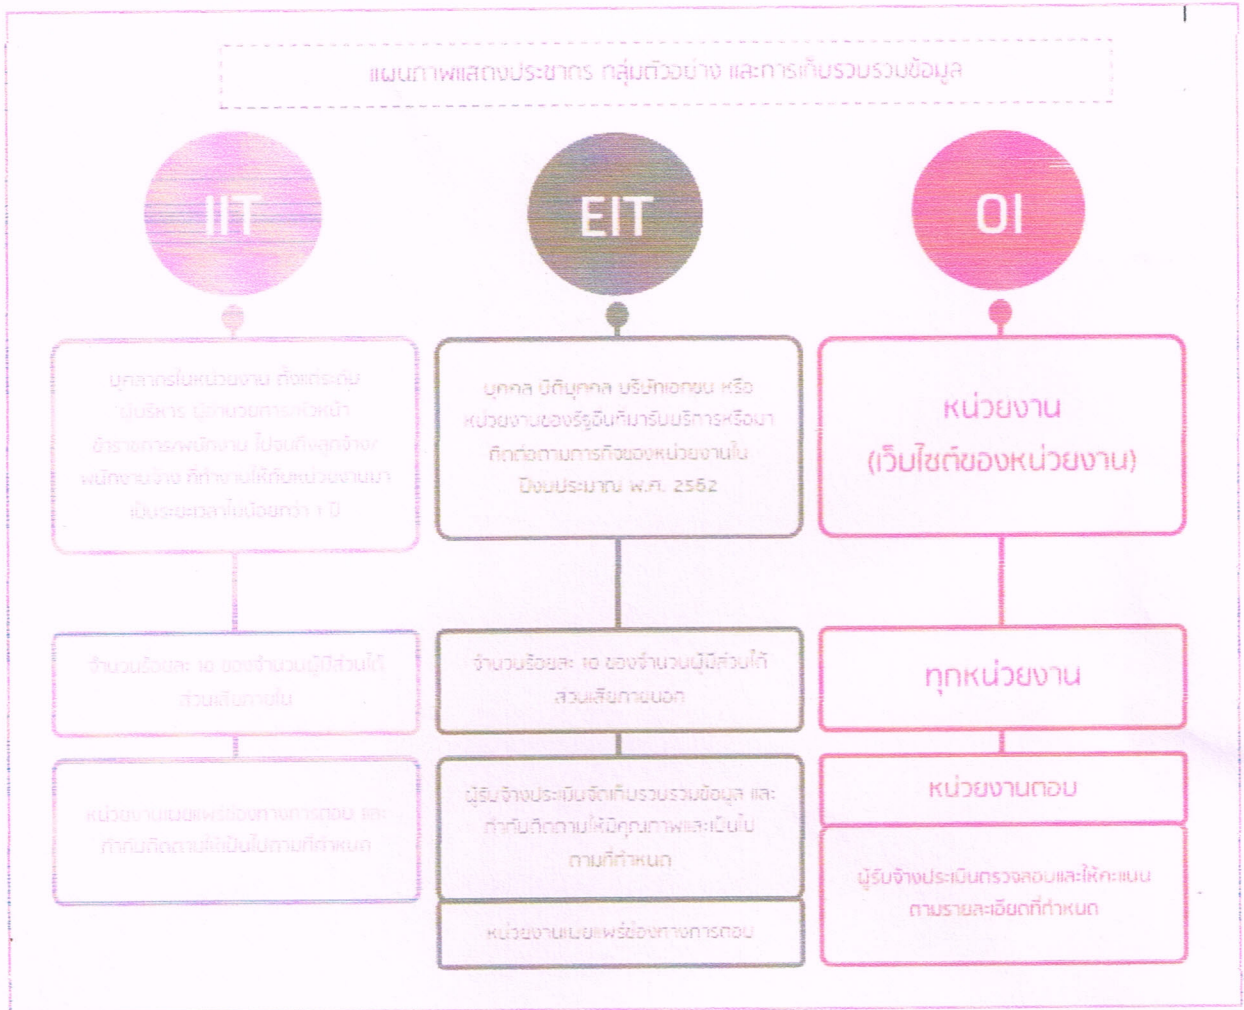 แผนภาพแสดงประชากร กลุ่มตัวอย่าง และการเก็บรวบรวมข้อมูล
IIT
EIT
OI
บุคลากรในหน่วยงาน ตั้งแต่ระดับ
ผู้บริหาร ผู้อำนวยการ/หัวหน้า
ข้าราชการ/พนักงาน ไปจนถึงลูกจ้าง/
พนักงานจ้าง ที่ทำงานให้กับหน่วยงานมา
เป็นระยะเวลาไม่น้อยกว่า 1 ปี
บุคคล นิติบุคคล บริษัทเอกชน หรือ
หน่วยงานของรัฐอื่นที่มารับบริการหรือมา
ติดต่อตามภารกิจของหน่วยงานใน
ปีงบประมาณ พ.ศ. 2562
หน่วยงาน
(เว็บไซต์ของหน่วยงาน)
จำนวนร้อยละ 10 ของจำนวนผู้มีส่วนได้
ส่วนเสียภายใน
จำนวนร้อยละ 10 ของจำนวนผู้มีส่วนได้
ส่วนเสียภายนอก
ทุกหน่วยงาน
หน่วยงานเผยแพร่ช่องทางการตอบ และ
กำกับติดตามให้เป็นไปตามที่กำหนด
ผู้รับจ้างประเมินจัดเก็บรวบรวมข้อมูล และ
กำกับติดตามให้มีคุณภาพและเป็นไป
ตามที่กำหนด
หน่วยงานเผยแพร่ช่องทางการตอบ
หน่วยงานตอบ
ผู้รับจ้างประเมินตรวจสอบและให้คะแนน
ตามรายละเอียดที่กำหนด